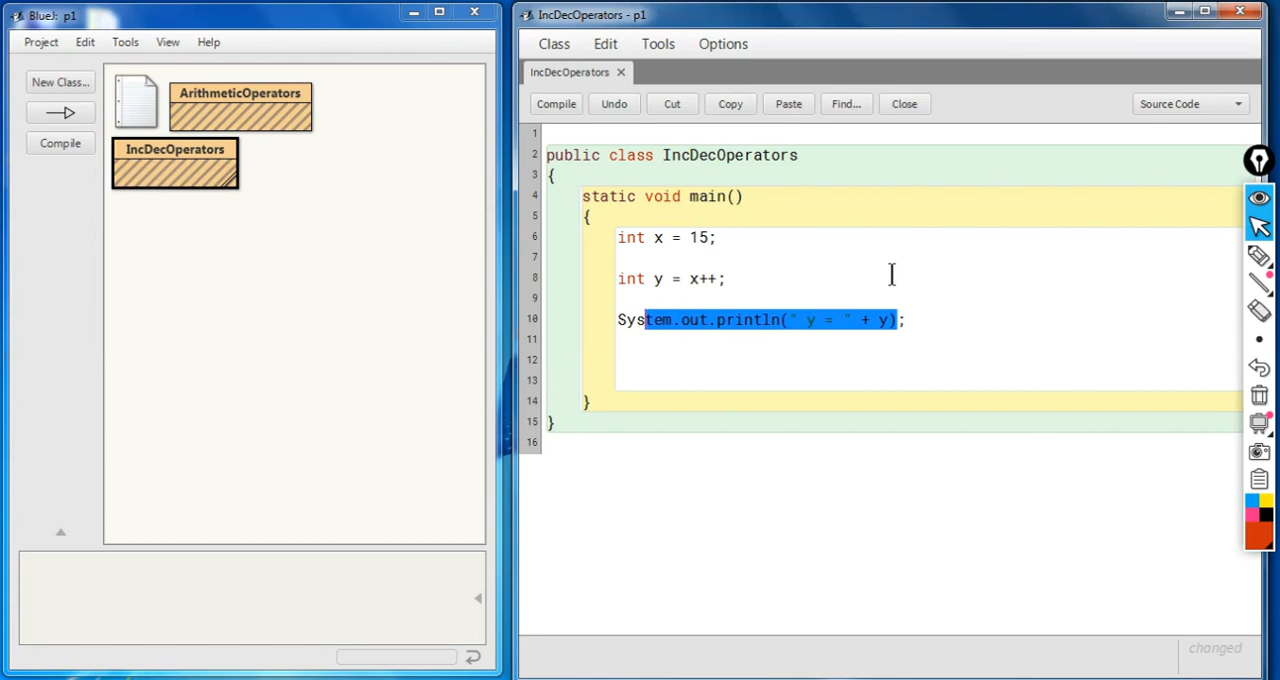 BlueJ: p1
Project Edit Tools View Help
New Class...
Compile
ArithmeticOperators
IncDecOperators
IncDecOperators - p1
Class Edit Tools Options
IncDecOperators
Compile Undo Cut Copy Paste Find... Close Source Code
1
2 public class IncDecOperators
3 {
4 static void main()
5 {
6 int x = 15;
7
8 int y = x++;
9
10 System.out.println(" y = " + y);
11
12
13
14 }
15 }
16
changed